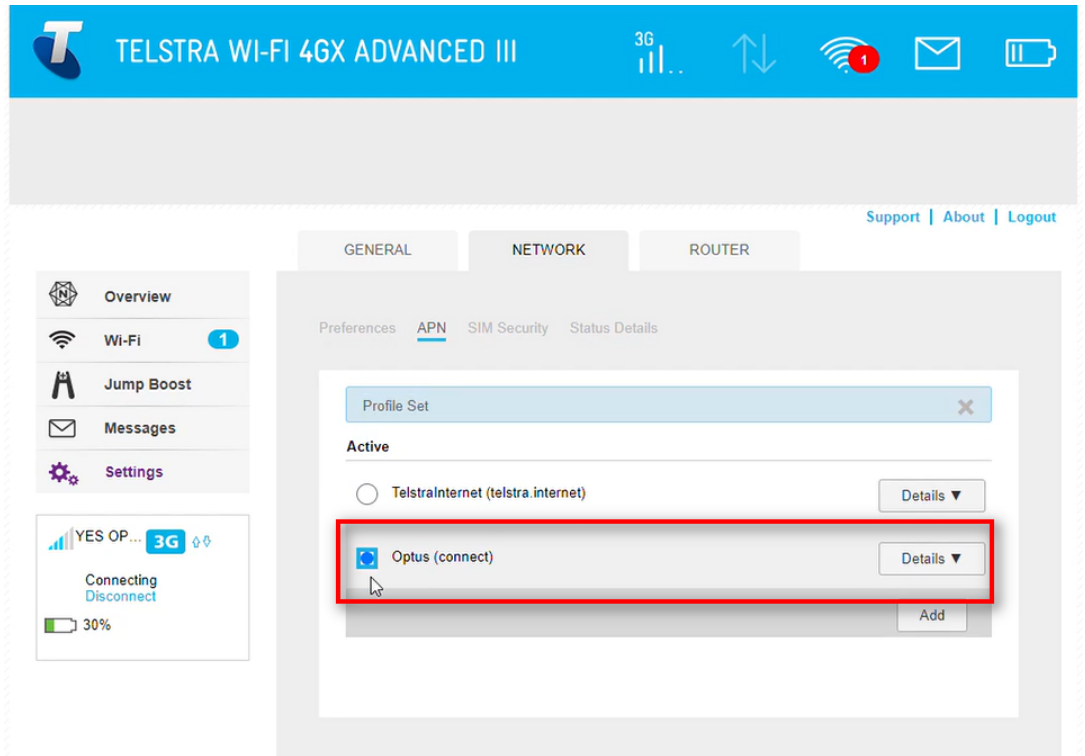 TELSTRA WI-FI 4GX ADVANCED III
3G
1
Support | About | Logout
GENERAL NETWORK ROUTER
Overview
Wi-Fi 1
Jump Boost
Messages
Settings
YES OP... 3G
Connecting
Disconnect
30%
Preferences APN SIM Security Status Details
Profile Set
Active
TelstraInternet (telstra.internet) Details ▼
Optus (connect) Details ▼
Add